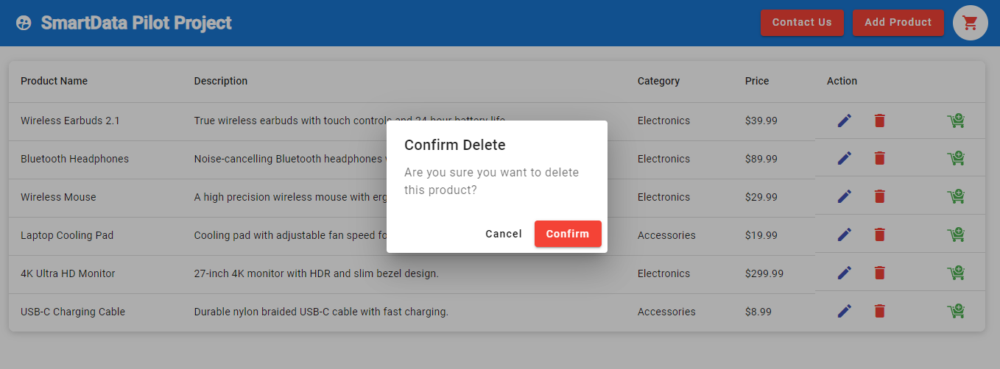 SmartData Pilot Project Contact Us Add Product
Product Name Description Category Price Action
Wireless Earbuds 2.1 True wireless earbuds with touch controls and 24-hour battery life. Electronics $39.99
Bluetooth Headphones Noise-cancelling Bluetooth headphones Electronics $89.99
Wireless Mouse A high precision wireless mouse with Electronics $29.99
Laptop Cooling Pad Cooling pad with adjustable fan speed Accessories $19.99
4K Ultra HD Monitor 27-inch 4K monitor with HDR and slim bezel design. Electronics $299.99
USB-C Charging Cable Durable nylon braided USB-C cable with fast charging. Accessories $8.99
Confirm Delete
Are you sure you want to delete
this product?
Cancel Confirm